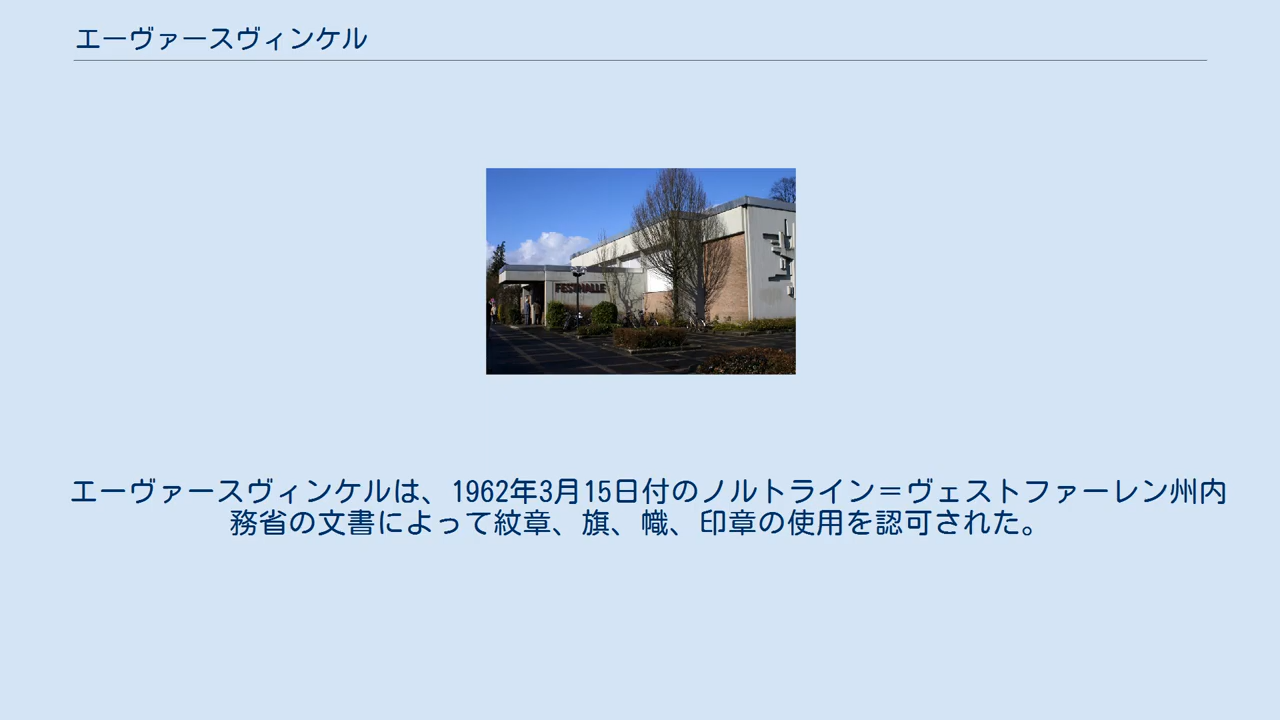 エーヴァースヴィンケル
FESTHALLE
エーヴァースヴィンケルは、1962年3月15日付のノルトライン＝ヴェストファーレン州内
務省の文書によって紋章、旗、幟、印章の使用を認可された。